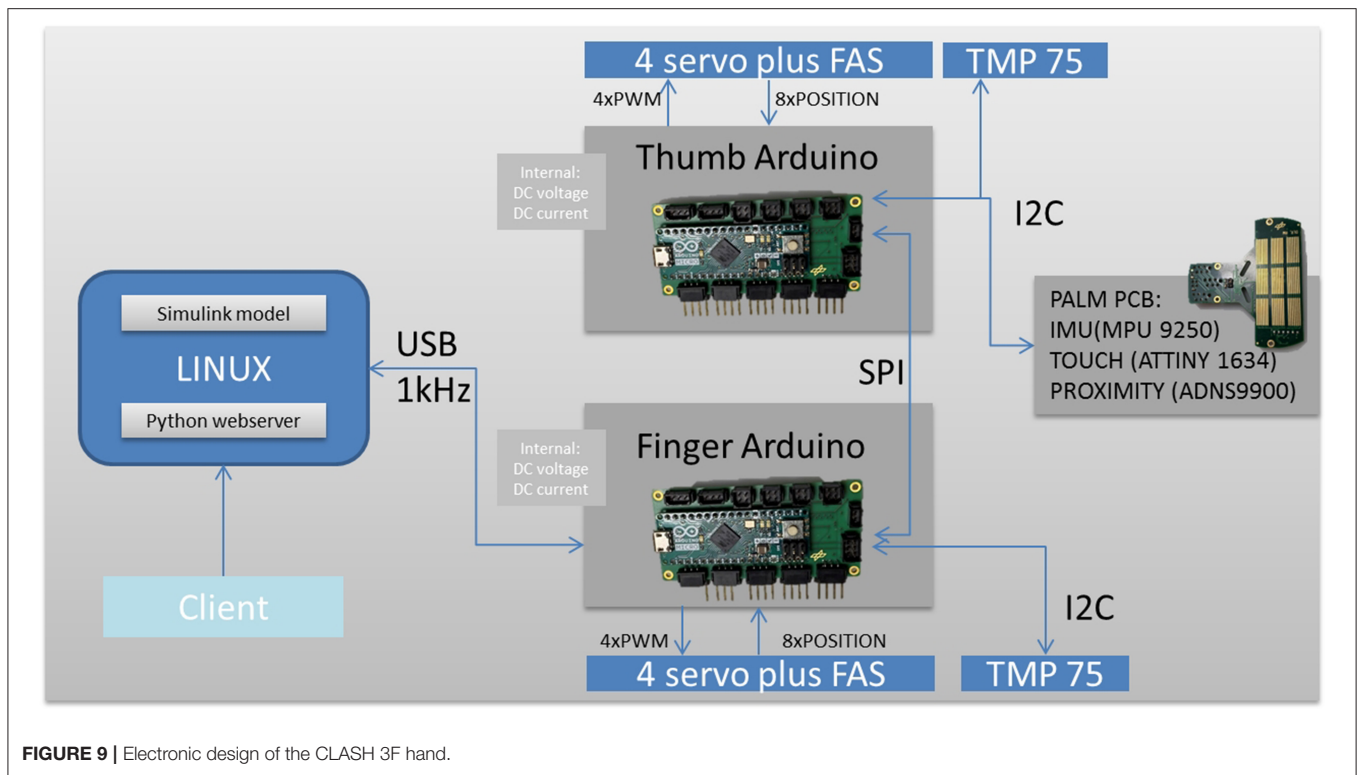 4 servo plus FAS
TMP 75
4xPWM
8xPOSITION
Thumb Arduino
Internal:
DC voltage
DC current
I2C
PALM PCB:
IMU(MPU 9250)
TOUCH (ATTINY 1634)
PROXIMITY (ADNS9900)
Simulink model
LINUX
Python webserver
USB
1kHz
SPI
Finger Arduino
Internal:
DC voltage
DC current
Client
I2C
4xPWM
8xPOSITION
4 servo plus FAS
TMP 75
FIGURE 9 | Electronic design of the CLASH 3F hand.